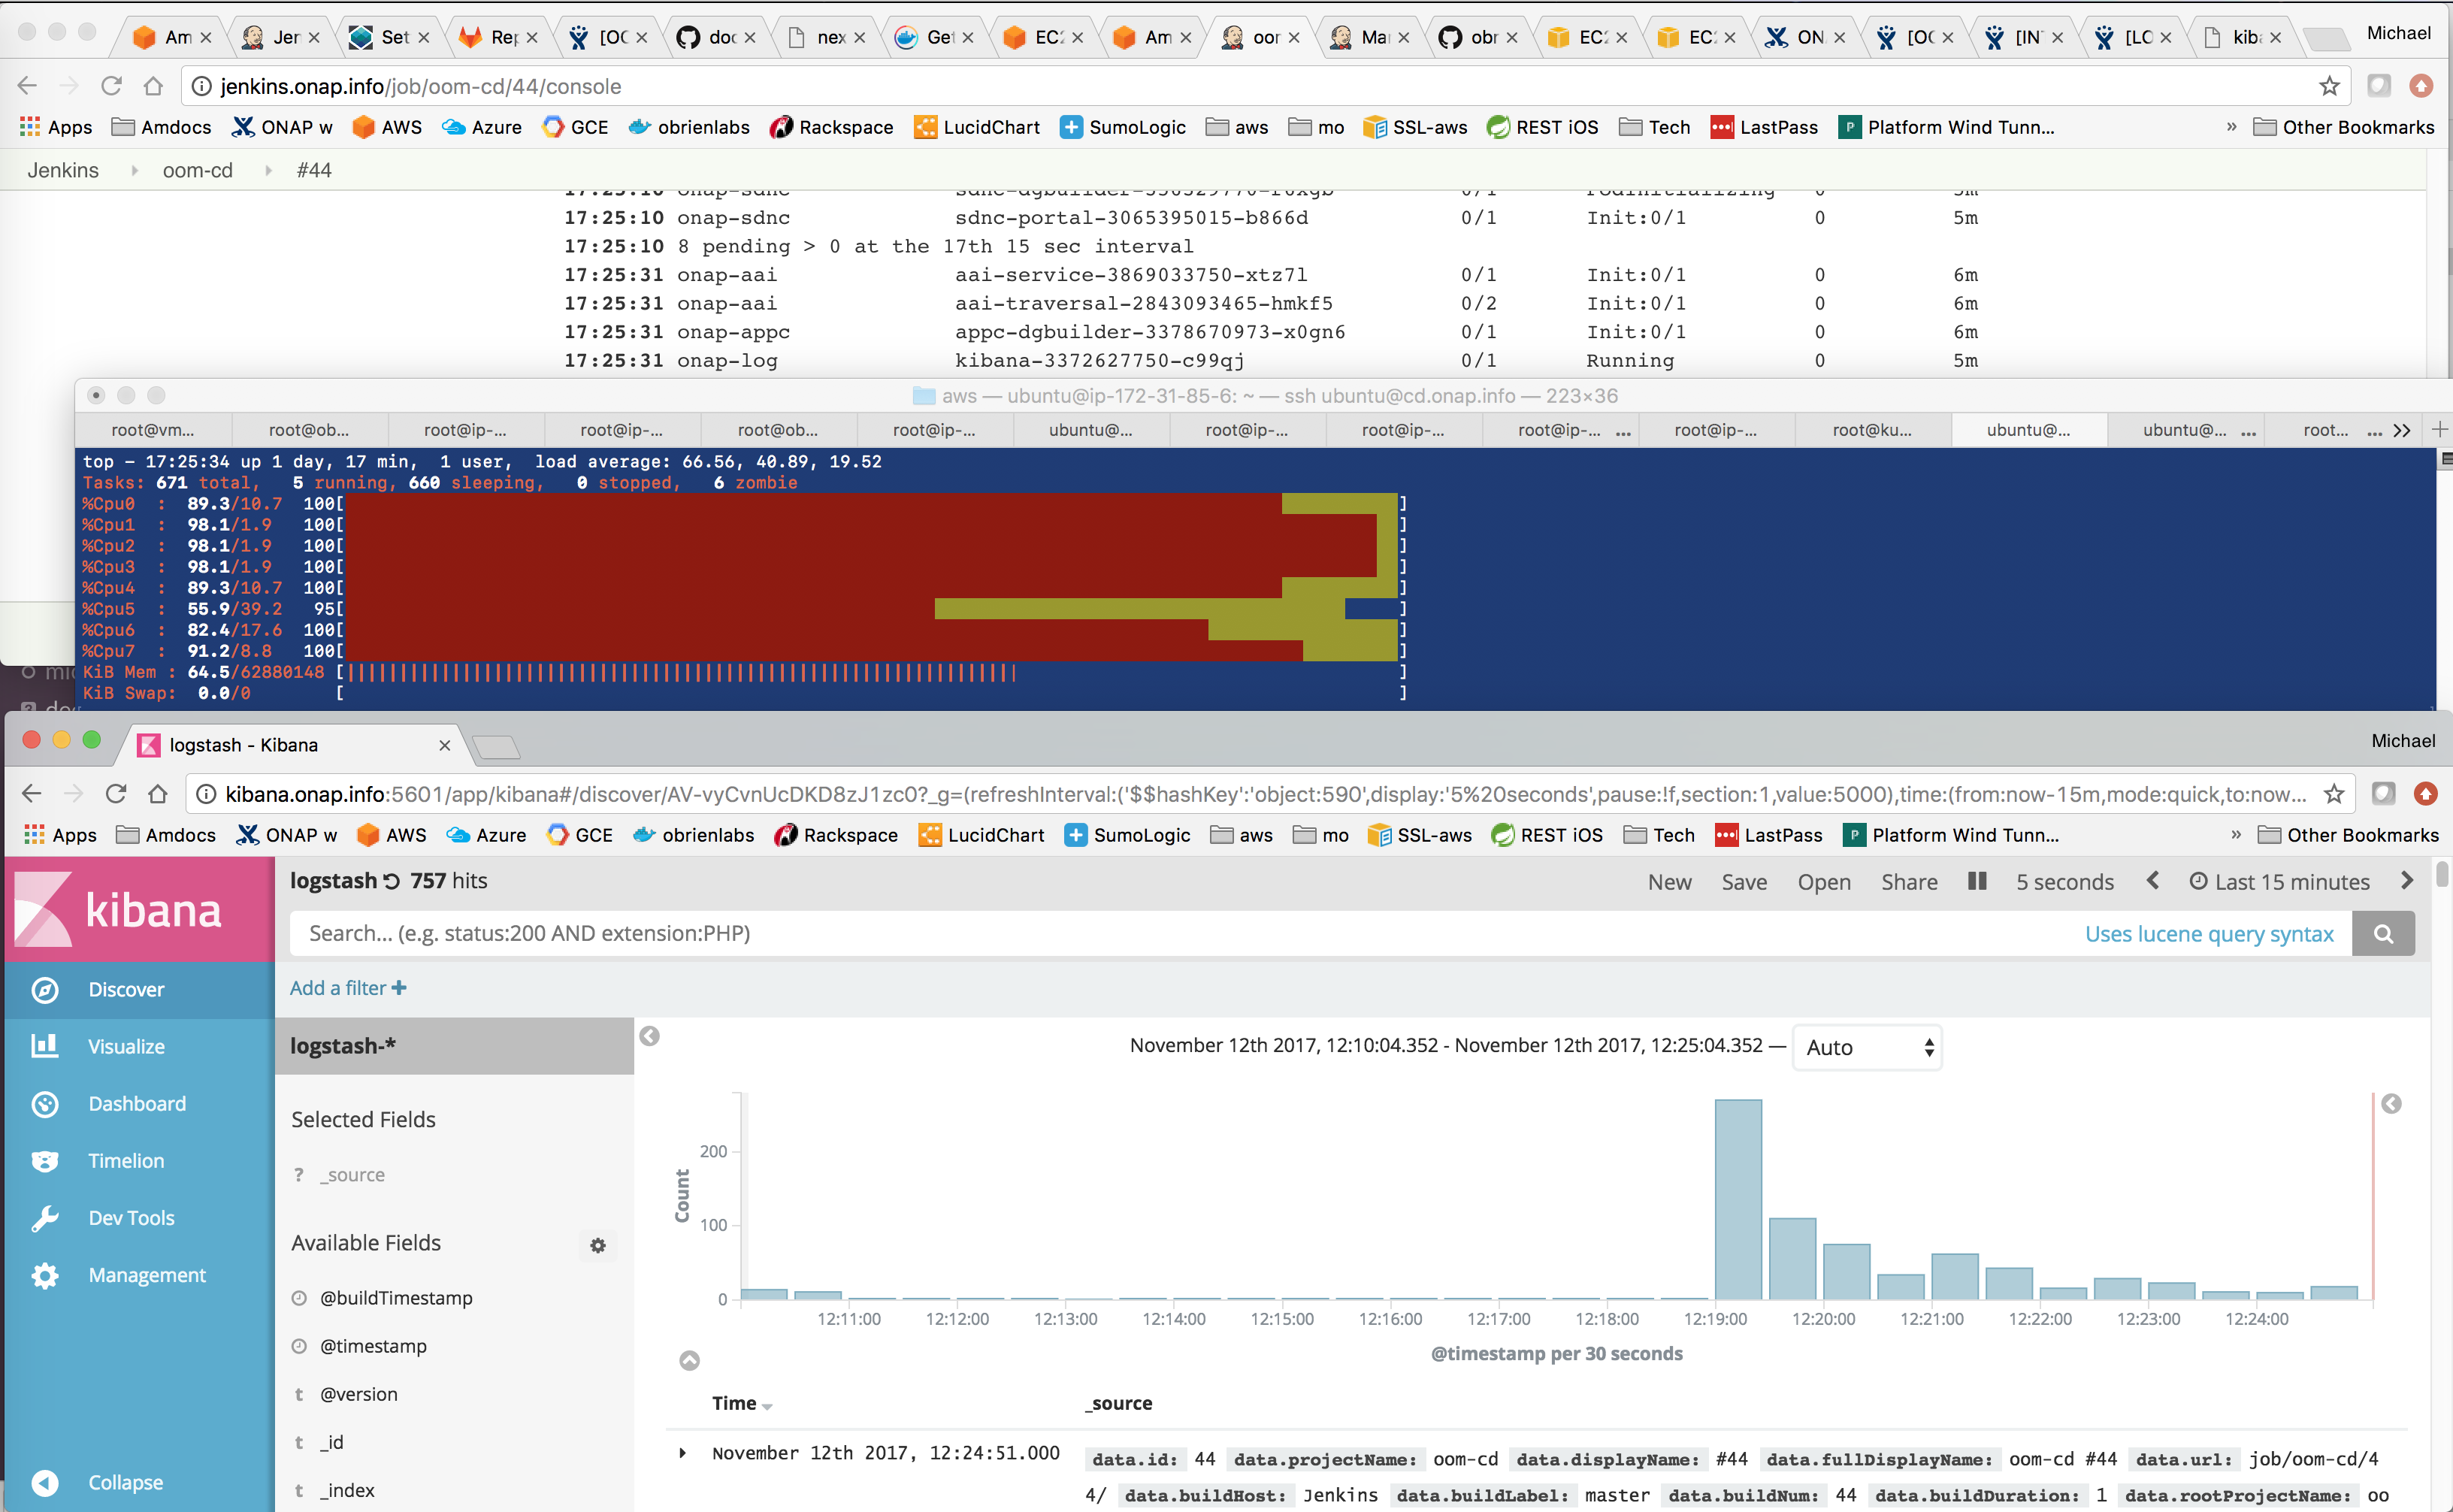 Am Jer Set Rep [OC doc nex Get EC2 Am oor Mar obr EC2 EC2 ON. [OC [IN [LO kiba Michael
jenkins.onap.info/job/oom-cd/44/console
Apps Amdocs ONAP w AWS Azure GCE obrienlabs Rackspace LucidChart SumoLogic aws mo SSL-aws REST iOS Tech LastPass Platform Wind Tunn... » Other Bookmarks
Jenkins oom-cd #44
17:25:10 onap-sdnc sdnc-dgbuilder-336329770-r0xgb 0/1 PodInitializing 0 5m
17:25:10 onap-sdnc sdnc-portal-3065395015-b866d 0/1 Init:0/1 0 5m
17:25:10 8 pending > 0 at the 17th 15 sec interval
17:25:31 onap-aai aai-service-3869033750-xtz7l 0/1 Init:0/1 0 6m
17:25:31 onap-aai aai-traversal-2843093465-hmkf5 0/2 Init:0/1 0 6m
17:25:31 onap-appc appc-dgbuilder-3378670973-x0gn6 0/1 Init:0/1 0 6m
17:25:31 onap-log kibana-3372627750-c99qj 0/1 Running 0 5m
aws — ubuntu@ip-172-31-85-6: ~ — ssh ubuntu@cd.onap.info — 223×36
root@vm... root@ob... root@ip-... root@ip-... root@ob... root@ip-... ubuntu@... root@ip-... root@ip-... root@ip-... ... root@ip-... root@ku... ubuntu@... ubuntu@... ... root... ... >> +
top - 17:25:34 up 1 day, 17 min, 1 user, load average: 66.56, 40.89, 19.52
Tasks: 671 total, 5 running, 660 sleeping, 0 stopped, 6 zombie
%Cpu0 : 89.3/10.7 100[ ]
%Cpu1 : 98.1/1.9 100[ ]
%Cpu2 : 98.1/1.9 100[ ]
%Cpu3 : 98.1/1.9 100[ ]
%Cpu4 : 89.3/10.7 100[ ]
%Cpu5 : 55.9/39.2 95[ ]
%Cpu6 : 82.4/17.6 100[ ]
%Cpu7 : 91.2/8.8 100[ ]
KiB Mem : 64.5/62880148 [|||||||||||||||||||||||||||||||||||||||||||||||||||||||||||||||| ]
KiB Swap: 0.0/0 [ ]
logstash - Kibana Michael
kibana.onap.info:5601/app/kibana#/discover/AV-vyCvnUcDKD8zJ1zc0?_g=(refreshInterval:('$$hashKey':'object:590',display:'5%20seconds',pause:!f,section:1,value:5000),time:(from:now-15m,mode:quick,to:now...
Apps Amdocs ONAP w AWS Azure GCE obrienlabs Rackspace LucidChart SumoLogic aws mo SSL-aws REST iOS Tech LastPass Platform Wind Tunn... » Other Bookmarks
kibana
logstash 757 hits
New Save Open Share 5 seconds Last 15 minutes
Search... (e.g. status:200 AND extension:PHP)
Uses lucene query syntax
Add a filter +
Discover
Visualize
Dashboard
Timelion
Dev Tools
Management
Collapse
logstash-*
Selected Fields
? _source
Available Fields
@buildTimestamp
@timestamp
t @version
t _id
t _index
November 12th 2017, 12:10:04.352 - November 12th 2017, 12:25:04.352 — Auto
Count
200
100
0
12:11:00 12:12:00 12:13:00 12:14:00 12:15:00 12:16:00 12:17:00 12:18:00 12:19:00 12:20:00 12:21:00 12:22:00 12:23:00 12:24:00
@timestamp per 30 seconds
Time _source
November 12th 2017, 12:24:51.000 data.id: 44 data.projectName: oom-cd data.displayName: #44 data.fullDisplayName: oom-cd #44 data.url: job/oom-cd/4
4/ data.buildHost: Jenkins data.buildLabel: master data.buildNum: 44 data.buildDuration: 1 data.rootProjectName: oo